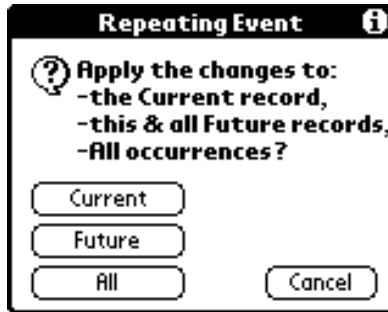 Repeating Event i
? Apply the changes to:
-the Current record,
-this & all Future records,
-All occurrences?
Current
Future
All Cancel